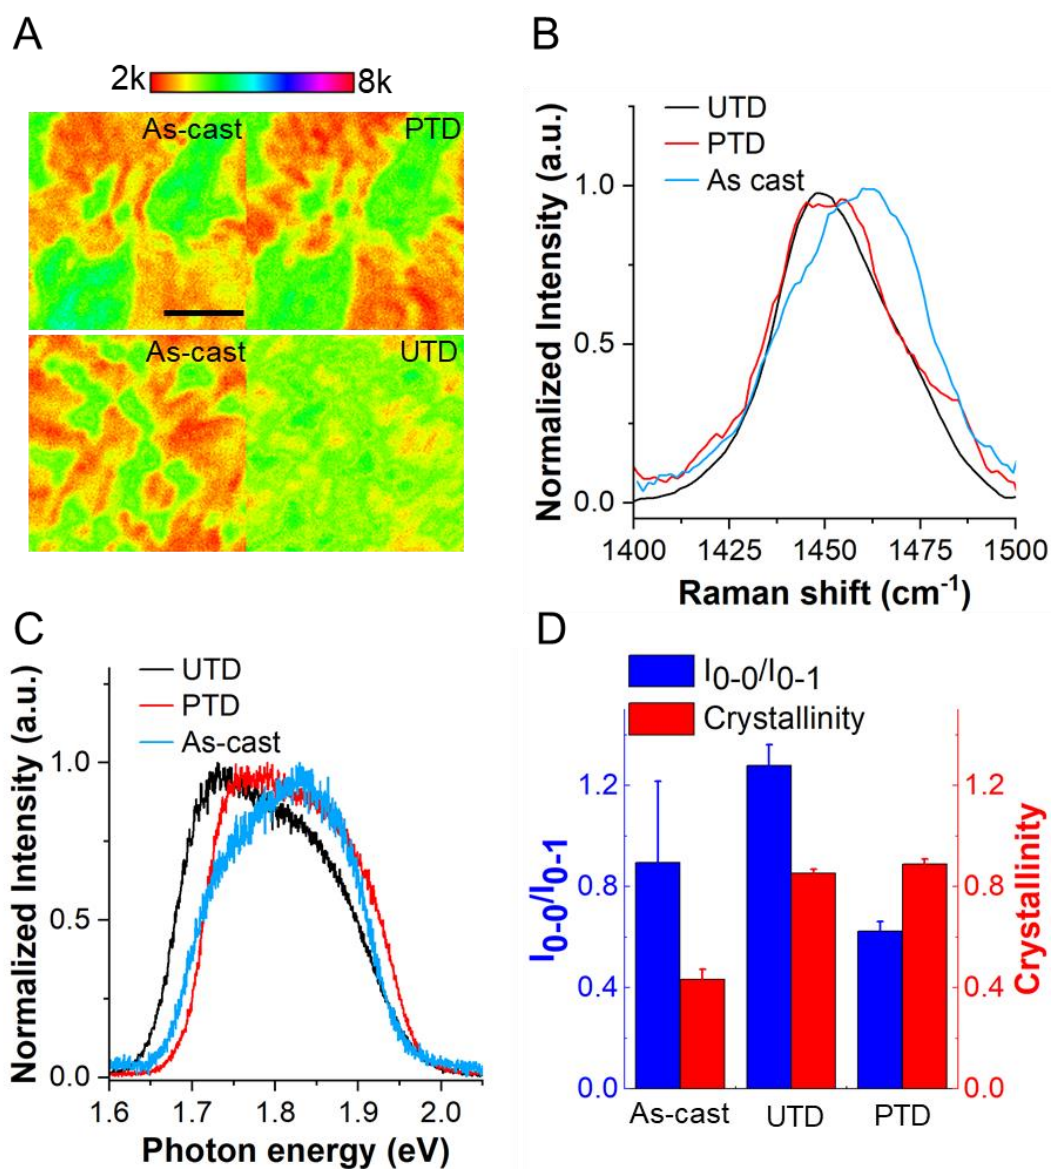 A
2k 8k
As-cast PTD
As-cast UTD
B
UTD
PTD
As cast
Normalized Intensity (a.u.)
1.0
0.5
0.0
1400 1425 1450 1475 1500
Raman shift (cm⁻¹)
C
UTD
PTD
As-cast
Normalized Intensity (a.u.)
1.0
0.5
0.0
1.6 1.7 1.8 1.9 2.0
Photon energy (eV)
D
I₀₋₀/I₀₋₁
Crystallinity
I₀₋₀/I₀₋₁
1.2
0.8
0.4
0.0
1.2
0.8
0.4
0.0
Crystallinity
As-cast UTD PTD